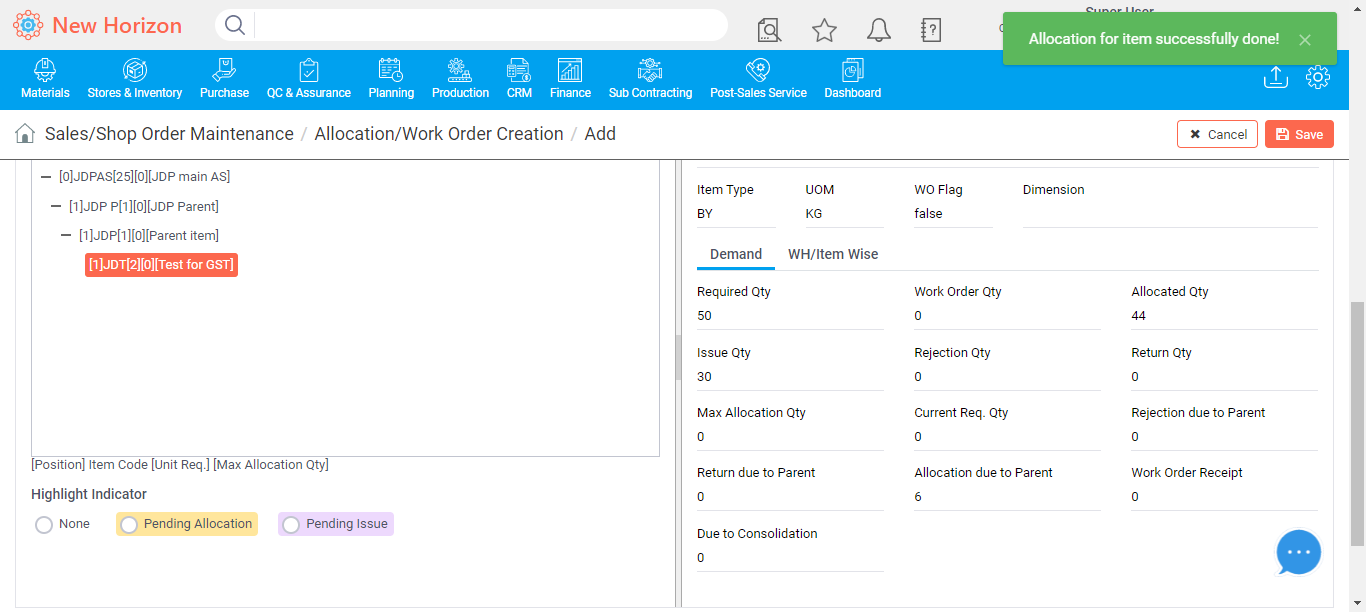 New Horizon
Super User
Allocation for item successfully done!
Materials
Stores & Inventory
Purchase
QC & Assurance
Planning
Production
CRM
Finance
Sub Contracting
Post-Sales Service
Dashboard
Sales/Shop Order Maintenance / Allocation/Work Order Creation / Add
Cancel
Save
[0]JDPAS[25][0][JDP main AS]
[1]JDP P[1][0][JDP Parent]
[1]JDP[1][0][Parent item]
[1]JDT[2][0][Test for GST]
[Position] Item Code [Unit Req.] [Max Allocation Qty]
Highlight Indicator
None
Pending Allocation
Pending Issue
Item Type UOM WO Flag Dimension
BY KG false
Demand WH/Item Wise
Required Qty Work Order Qty Allocated Qty
50 0 44
Issue Qty Rejection Qty Return Qty
30 0 0
Max Allocation Qty Current Req. Qty Rejection due to Parent
0 0 0
Return due to Parent Allocation due to Parent Work Order Receipt
0 6 0
Due to Consolidation
0